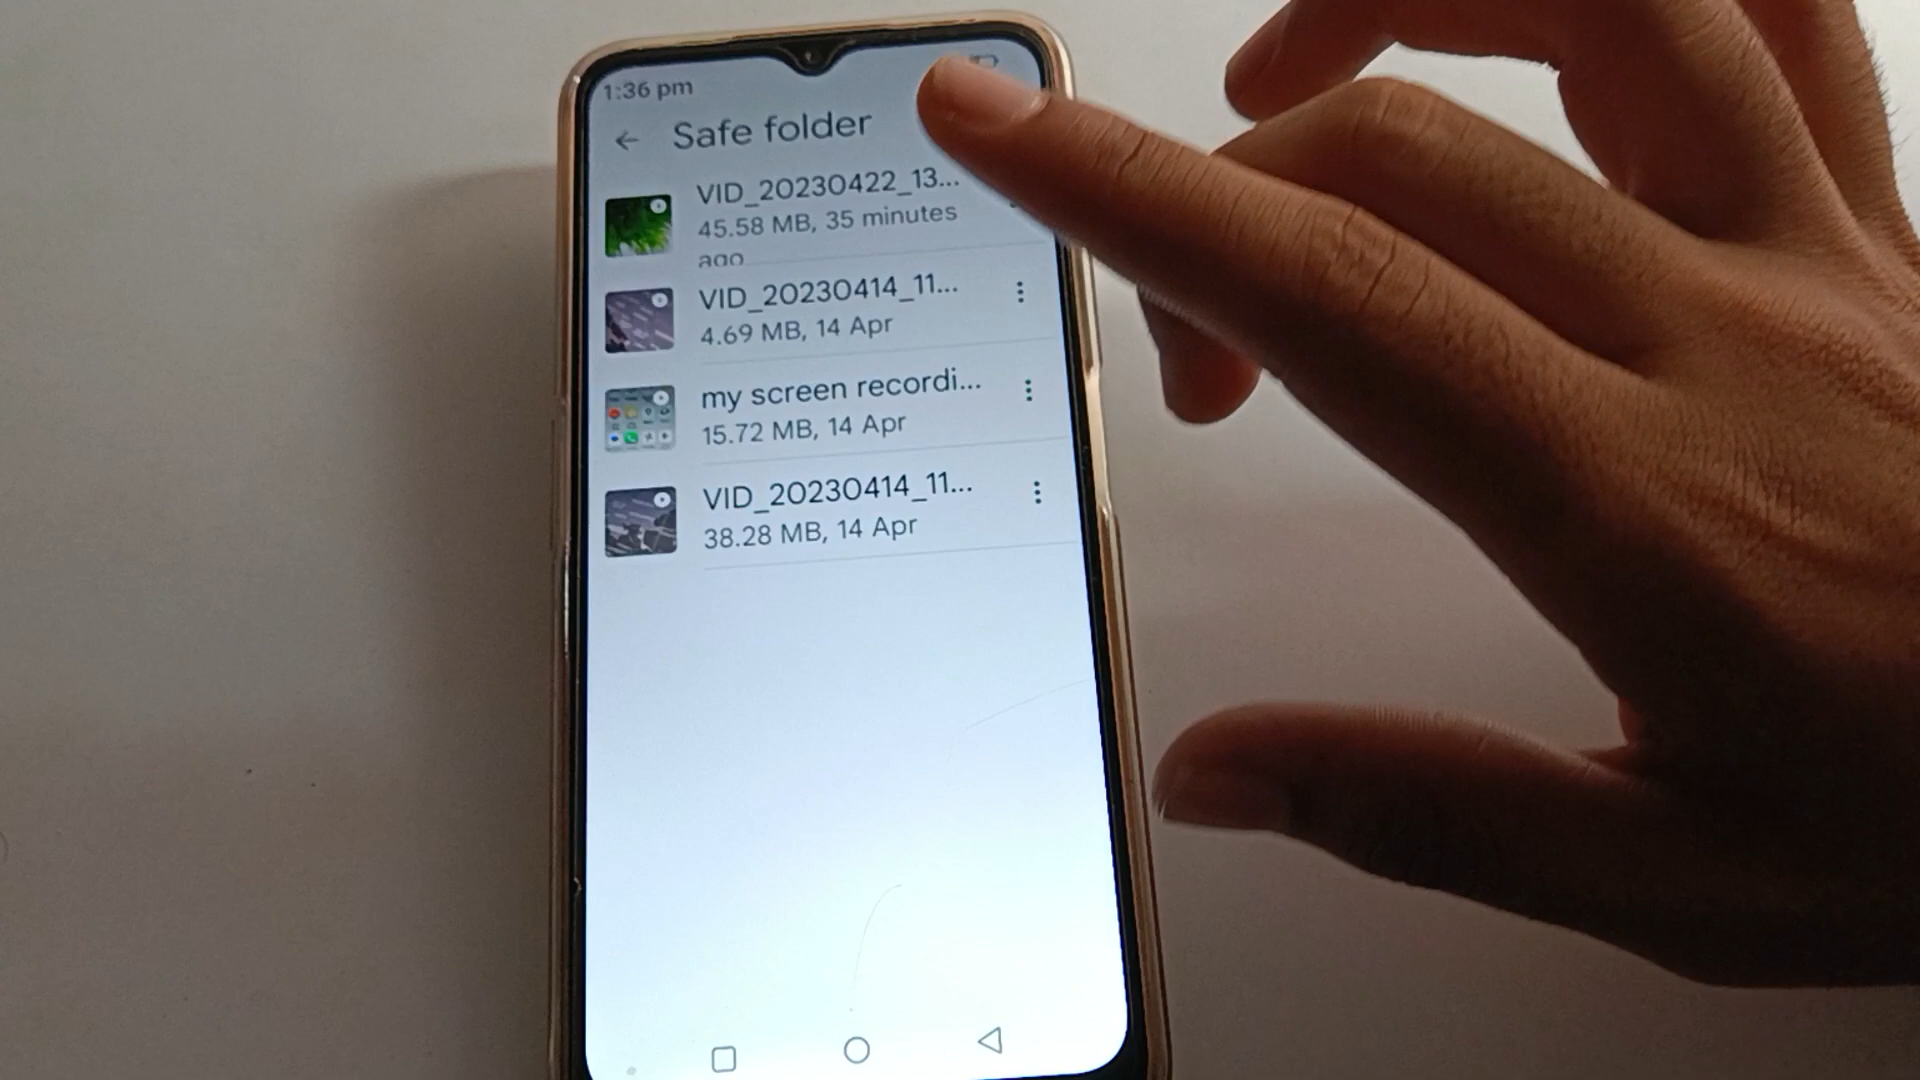 1:36 pm
Safe folder
VID_20230422_13...
45.58 MB, 35 minutes
ago
VID_20230414_11...
4.69 MB, 14 Apr
my screen recordi...
15.72 MB, 14 Apr
VID_20230414_11...
38.28 MB, 14 Apr